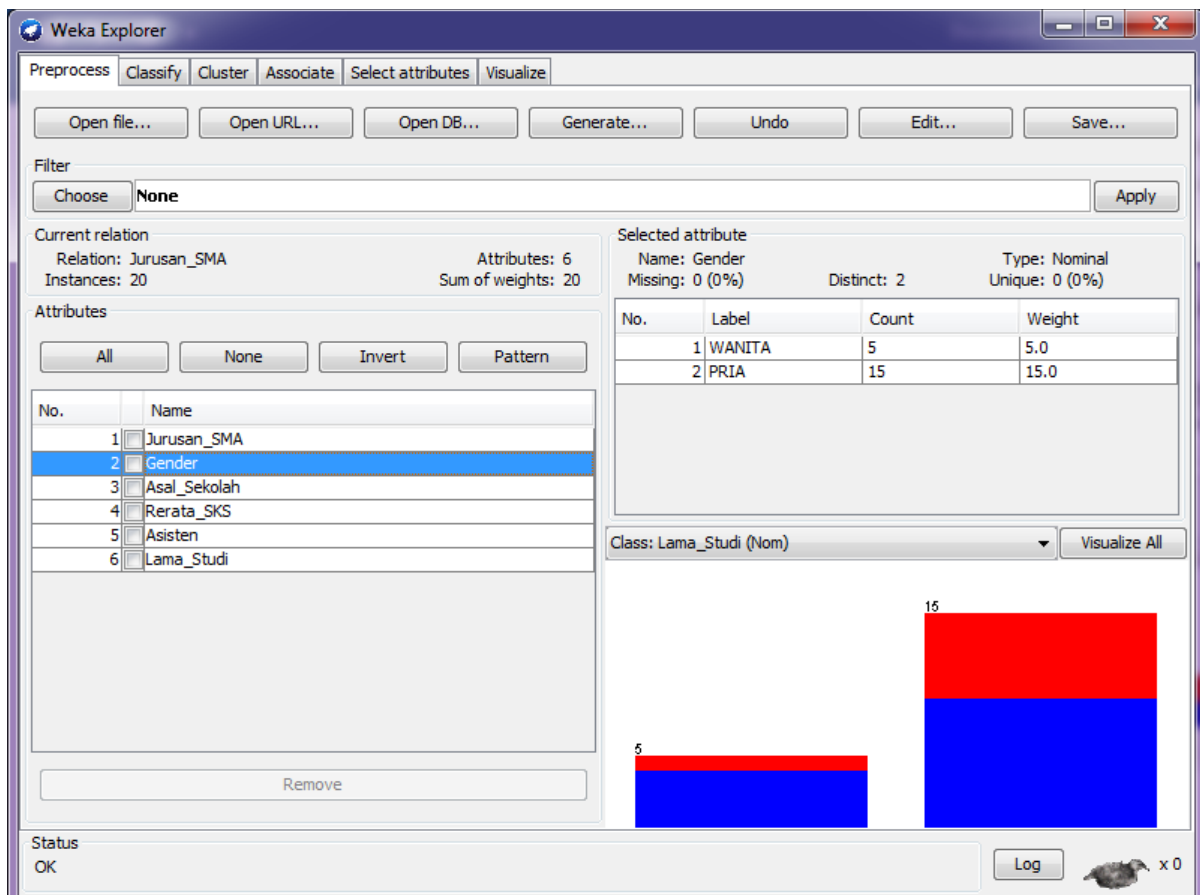 Weka Explorer
Preprocess Classify Cluster Associate Select attributes Visualize
Open file... Open URL... Open DB... Generate... Undo Edit... Save...
Filter
Choose None Apply
Current relation
Relation: Jurusan_SMA Attributes: 6
Instances: 20 Sum of weights: 20
Attributes
All None Invert Pattern
No. Name
1 Jurusan_SMA
2 Gender
3 Asal_Sekolah
4 Rerata_SKS
5 Asisten
6 Lama_Studi
Remove
Selected attribute
Name: Gender Type: Nominal
Missing: 0 (0%) Distinct: 2 Unique: 0 (0%)
No. Label Count Weight
1 WANITA 5 5.0
2 PRIA 15 15.0
Class: Lama_Studi (Nom) Visualize All
15
5
Status
OK Log x 0